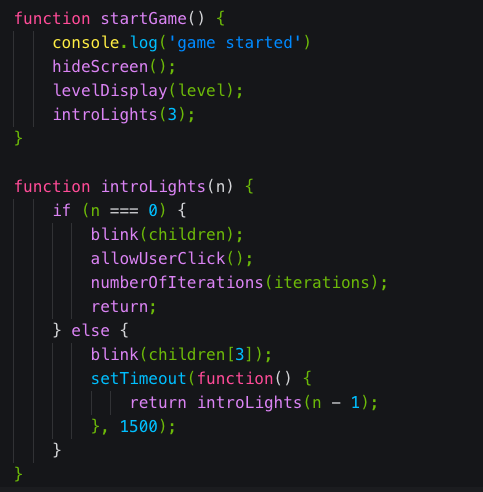 function startGame() {
    console.log('game started')
    hideScreen();
    levelDisplay(level);
    introLights(3);
}

function introLights(n) {
    if (n === 0) {
        blink(children);
        allowUserClick();
        numberOfIterations(iterations);
        return;
    } else {
        blink(children[3]);
        setTimeout(function() {
            return introLights(n - 1);
        }, 1500);
    }
}